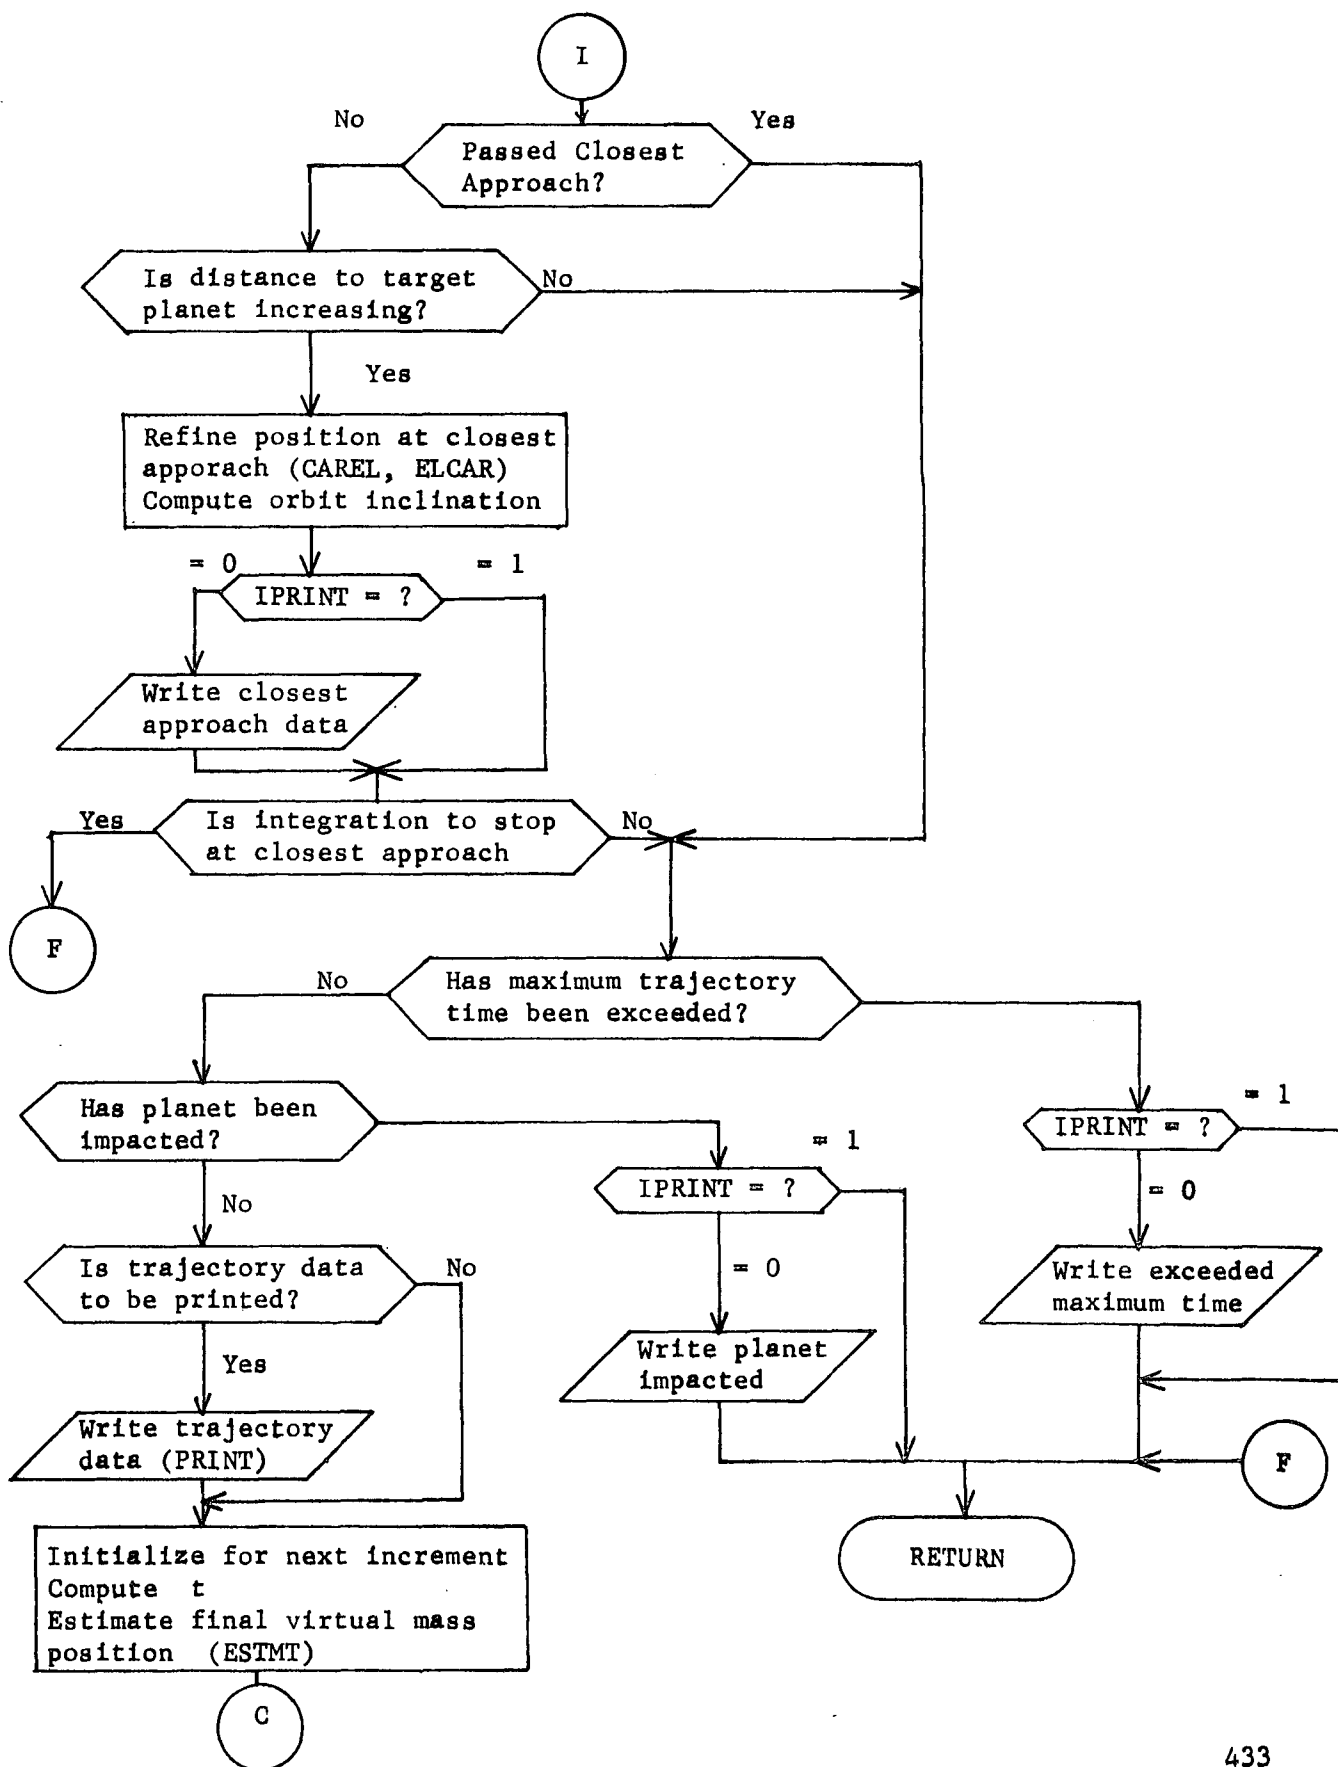 I
No
Yes
Passed Closest
Approach?
Is distance to target
planet increasing?
No
Yes
Refine position at closest
apporach (CAREL, ELCAR)
Compute orbit inclination
= 0
= 1
IPRINT = ?
Write closest
approach data
Yes
Is integration to stop
at closest approach
No
F
No
Has maximum trajectory
time been exceeded?
Has planet been
impacted?
= 1
IPRINT = ?
= 1
IPRINT = ?
No
= 0
Is trajectory data
to be printed?
No
= 0
Write exceeded
maximum time
Yes
Write planet
impacted
Write trajectory
data (PRINT)
F
Initialize for next increment
Compute t
Estimate final virtual mass
position (ESTMT)
RETURN
C
433